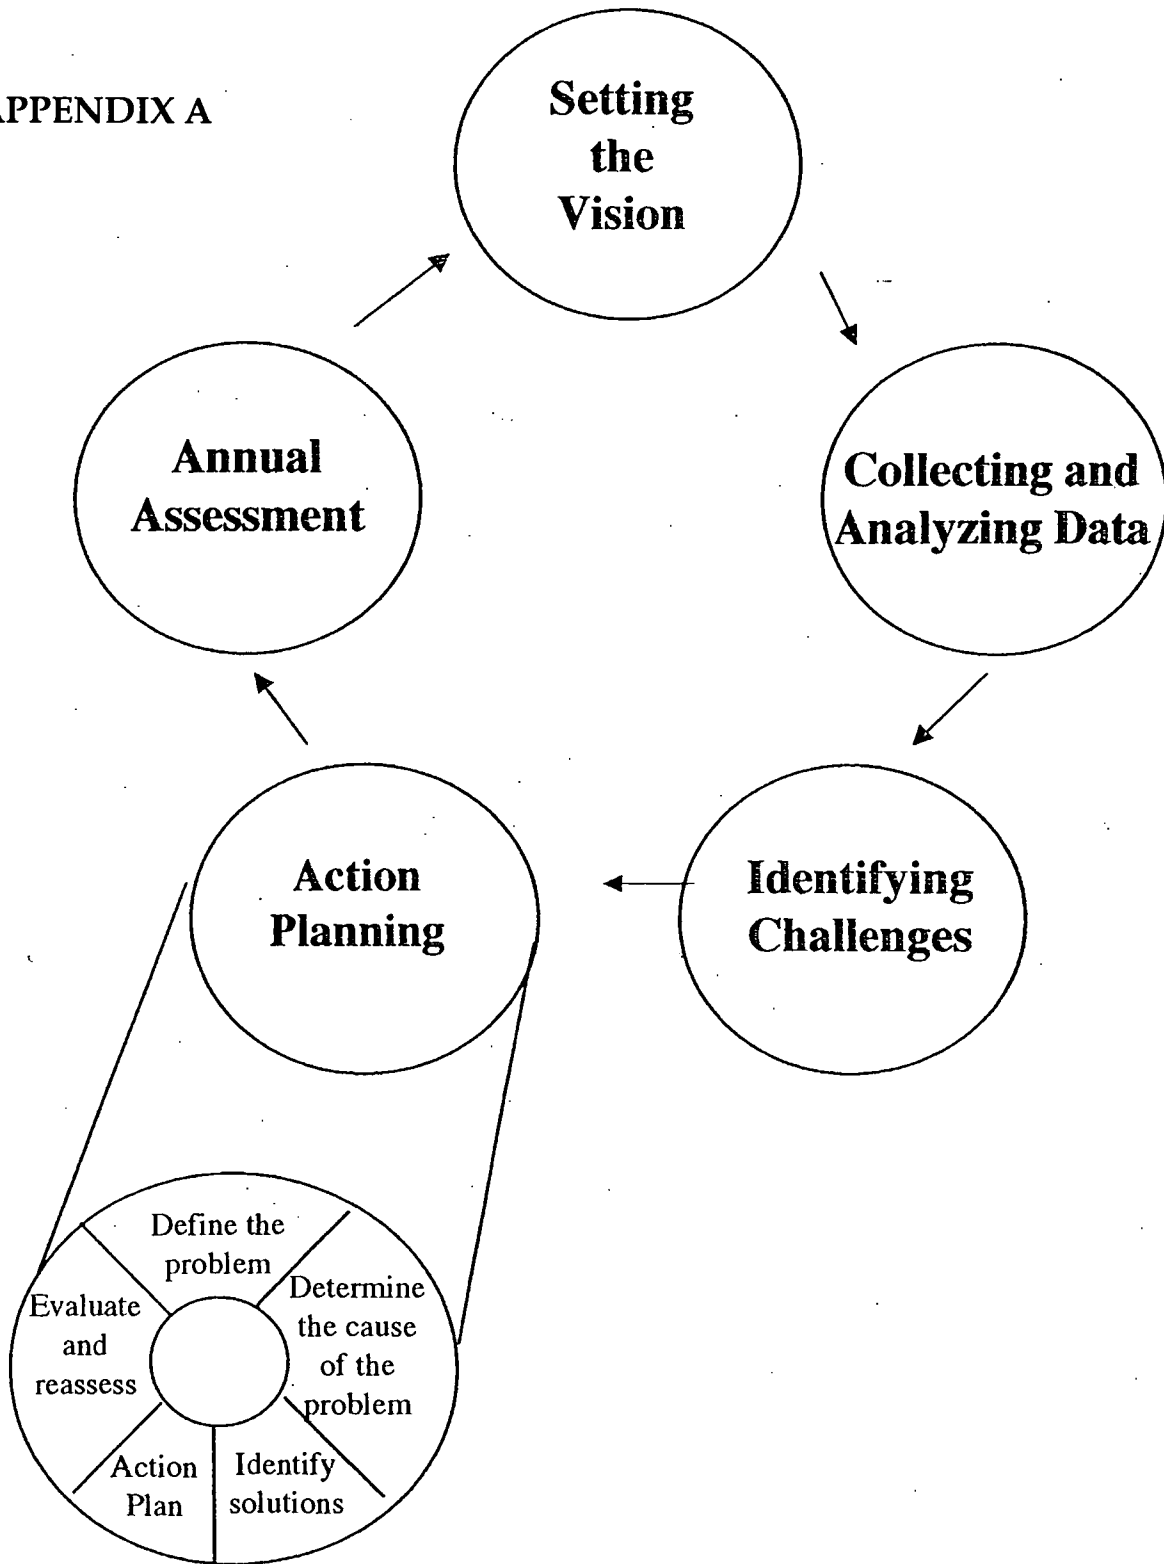 APPENDIX A
Setting
the
Vision
Collecting and
Analyzing Data
Identifying
Challenges
Action
Planning
Annual
Assessment
Define the
problem
Determine
the cause
of the
problem
Identify
solutions
Action
Plan
Evaluate
and
reassess